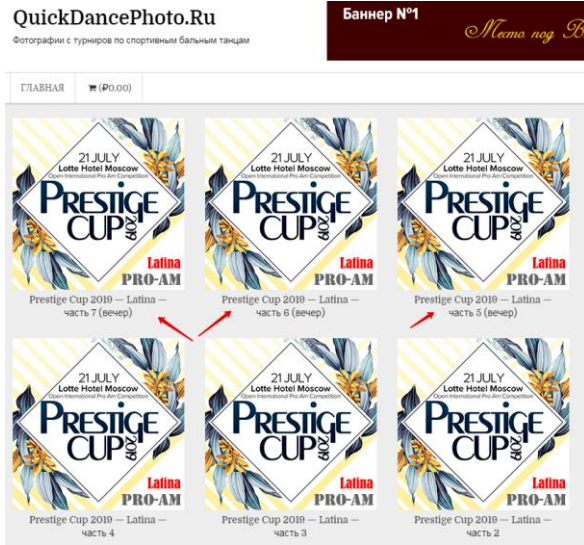 QuickDancePhoto.Ru
Фотографии с турниров по спортивным бальным танцам
Баннер №1
Место под
ГЛАВНАЯ
(₽0.00)
21 JULY
Lotte Hotel Moscow
Open International Pro Am Competition
PRESTIGE
CUP 2019
Latina
PRO-AM
Prestige Cup 2019 — Latina —
часть 7 (вечер)
21 JULY
Lotte Hotel Moscow
Open International Pro Am Competition
PRESTIGE
CUP 2019
Latina
PRO-AM
Prestige Cup 2019 — Latina —
часть 6 (вечер)
21 JULY
Lotte Hotel Moscow
Open International Pro Am Competition
PRESTIGE
CUP 2019
Latina
PRO-AM
Prestige Cup 2019 — Latina —
часть 5 (вечер)
21 JULY
Lotte Hotel Moscow
Open International Pro Am Competition
PRESTIGE
CUP 2019
Latina
PRO-AM
Prestige Cup 2019 — Latina —
часть 4
21 JULY
Lotte Hotel Moscow
Open International Pro Am Competition
PRESTIGE
CUP 2019
Latina
PRO-AM
Prestige Cup 2019 — Latina —
часть 3
21 JULY
Lotte Hotel Moscow
Open International Pro Am Competition
PRESTIGE
CUP 2019
Latina
PRO-AM
Prestige Cup 2019 — Latina —
часть 2